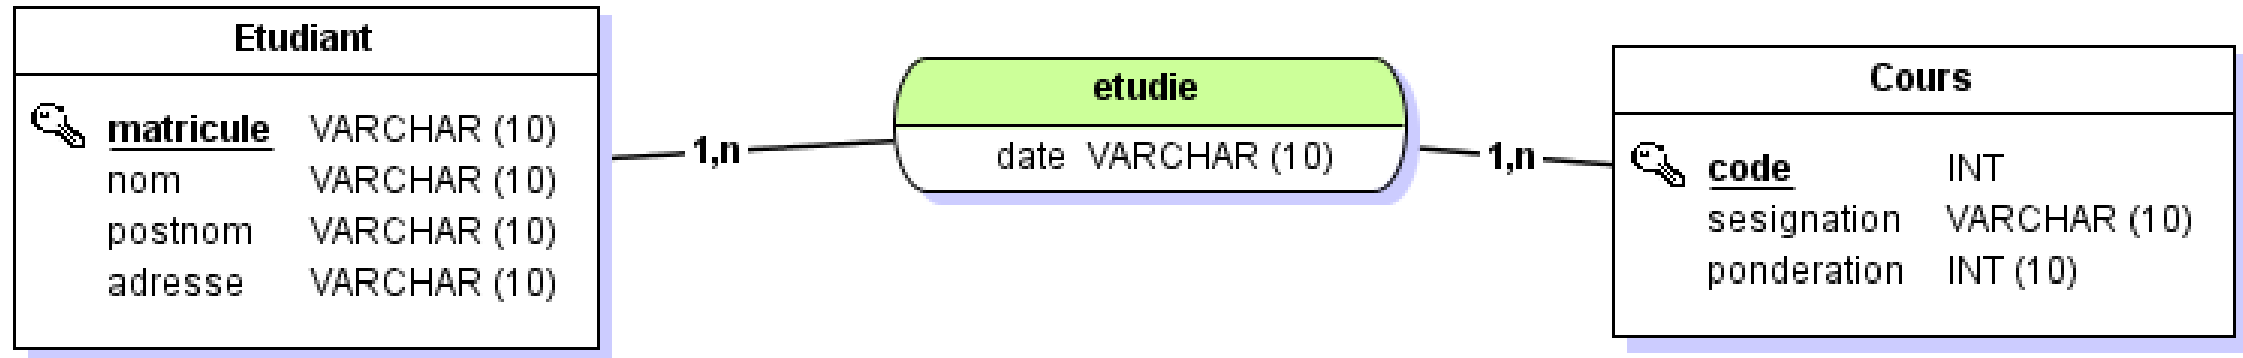 Etudiant
matricule VARCHAR (10)
nom VARCHAR (10)
postnom VARCHAR (10)
adresse VARCHAR (10)
1,n
etudie
date VARCHAR (10)
1,n
Cours
code INT
sesignation VARCHAR (10)
ponderation INT (10)